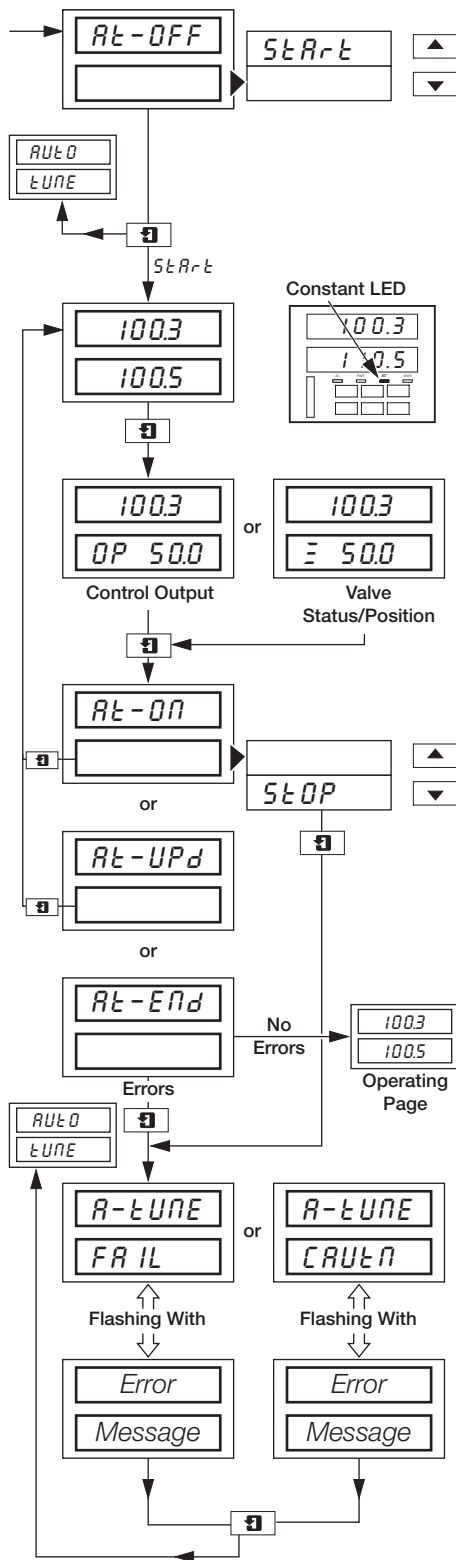 At-OFF
StArt
AUtO
tUNE
StArt
100.3
100.5
Constant LED
100.3
110.5
AT
100.3
OP 50.0
Control Output
or
100.3
50.0
Valve
Status/Position
At-ON
StOP
or
At-UPd
or
At-ENd
No
Errors
100.3
100.5
Operating
Page
Errors
AUtO
tUNE
A-tUNE
FAIL
or
A-tUNE
CAUtN
Flashing With
Flashing With
Error
Message
Error
Message